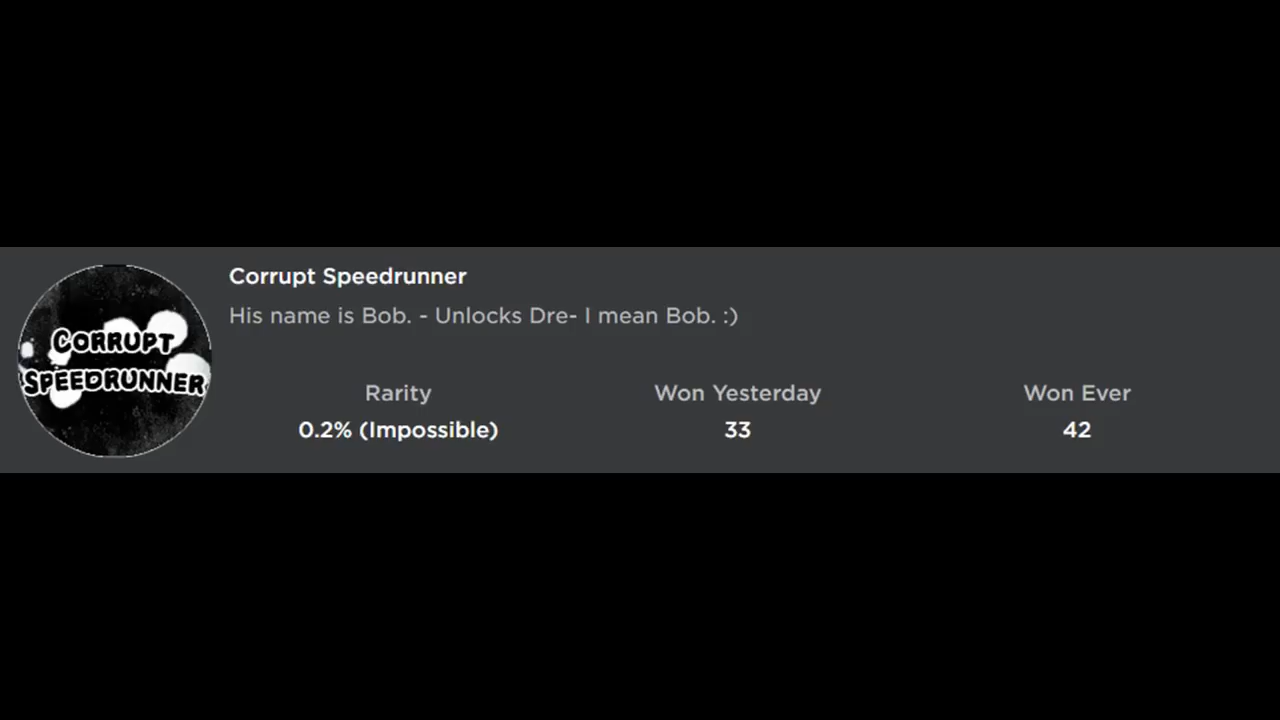 Corrupt Speedrunner
His name is Bob. - Unlocks Dre- I mean Bob. :)
CORRUPT
SPEEDRUNNER
Rarity Won Yesterday Won Ever
0.2% (Impossible) 33 42